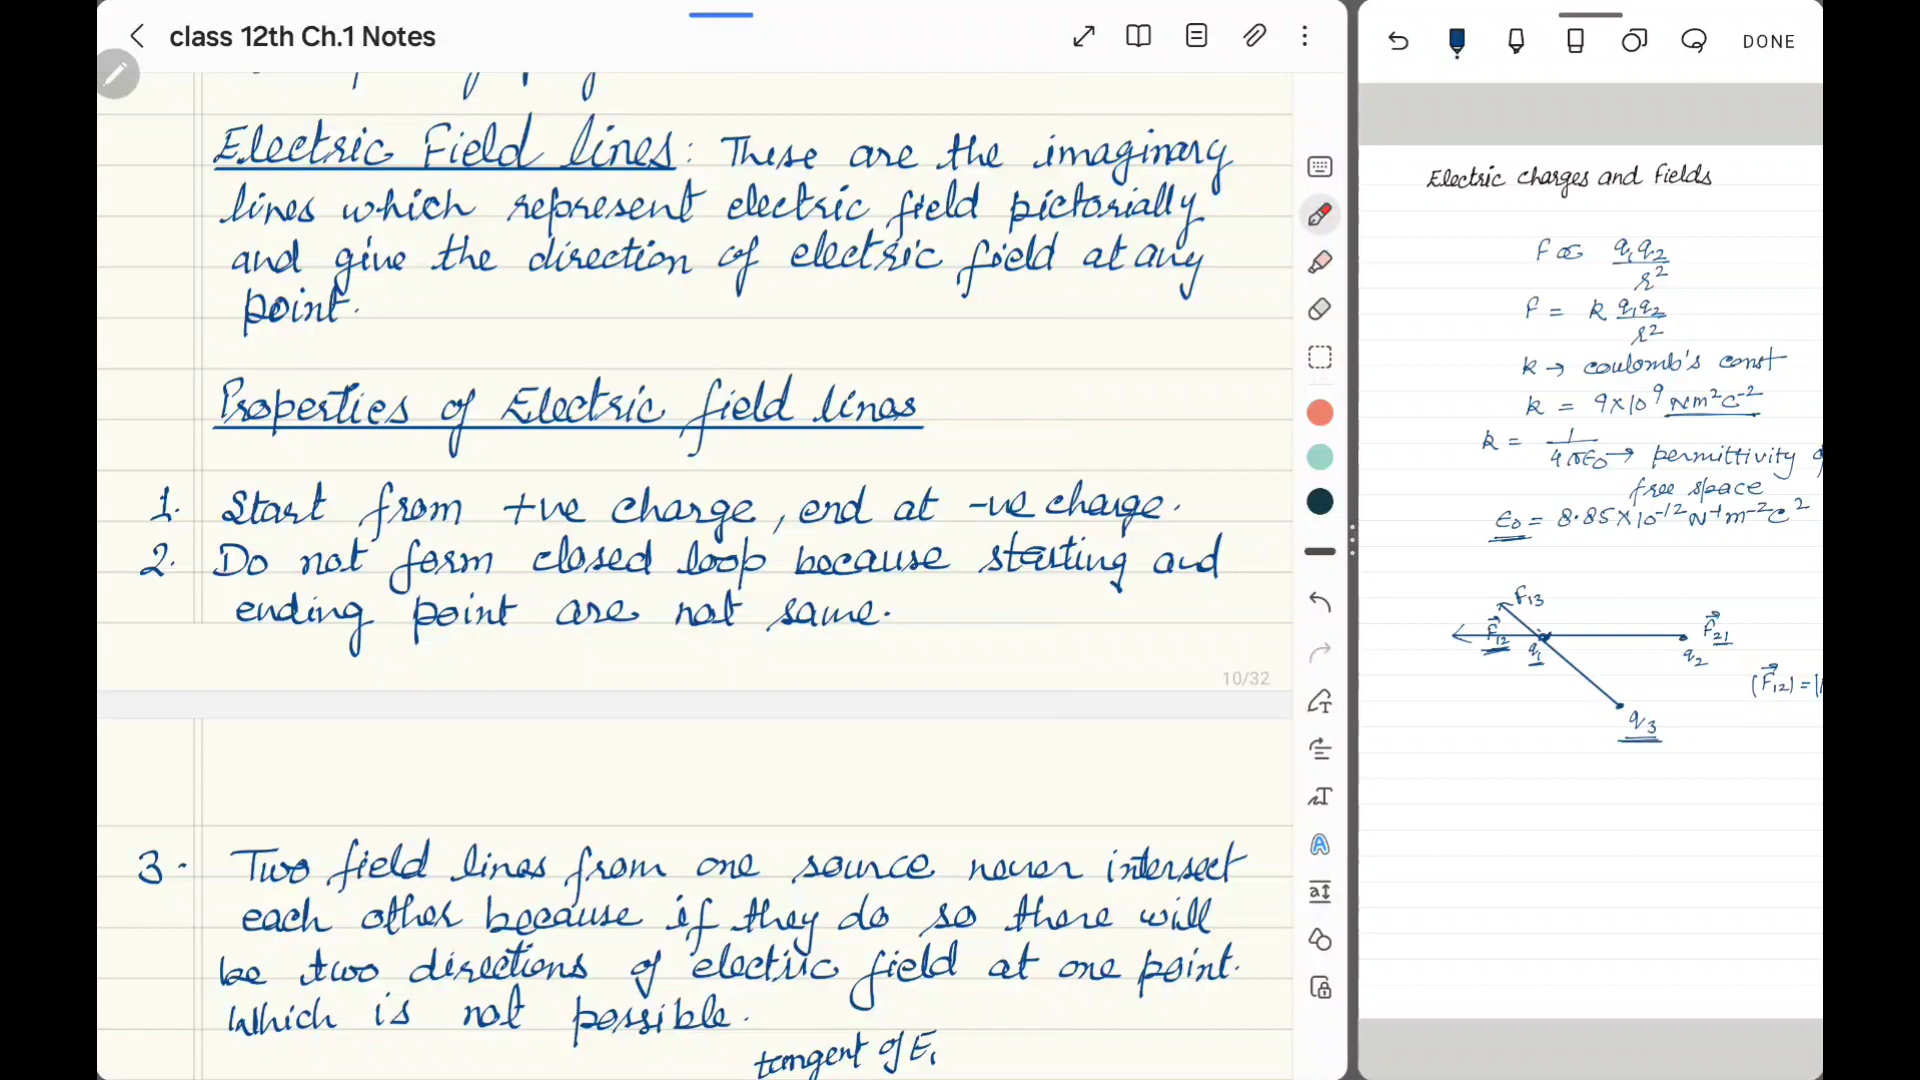 class 12th Ch.1 Notes
Electric Field lines: These are the imaginary
lines which represent electric field pictorially
and give the direction of electric field at any
point.
Properties of Electric field lines
1. Start from +ve charge, end at -ve charge.
2. Do not form closed loop because starting and
ending point are not same.
10/32
3. Two field lines from one source never intersect
each other because if they do so there will
be two directions of electric field at one point.
Which is not possible.
tangent of E₁
DONE
Electric charges and fields
F ∝ q₁q₂/r²
F = k q₁q₂/r²
k → coulomb's const
k = 9×10⁹ Nm²C⁻²
k = 1/4πε₀ → permittivity
free space
ε₀ = 8.85×10⁻¹² N⁻¹m⁻²C²
F₁₃
F⃗₁₂ q₁ q₂ F⃗₂₁
|F⃗₁₂| =
q₃